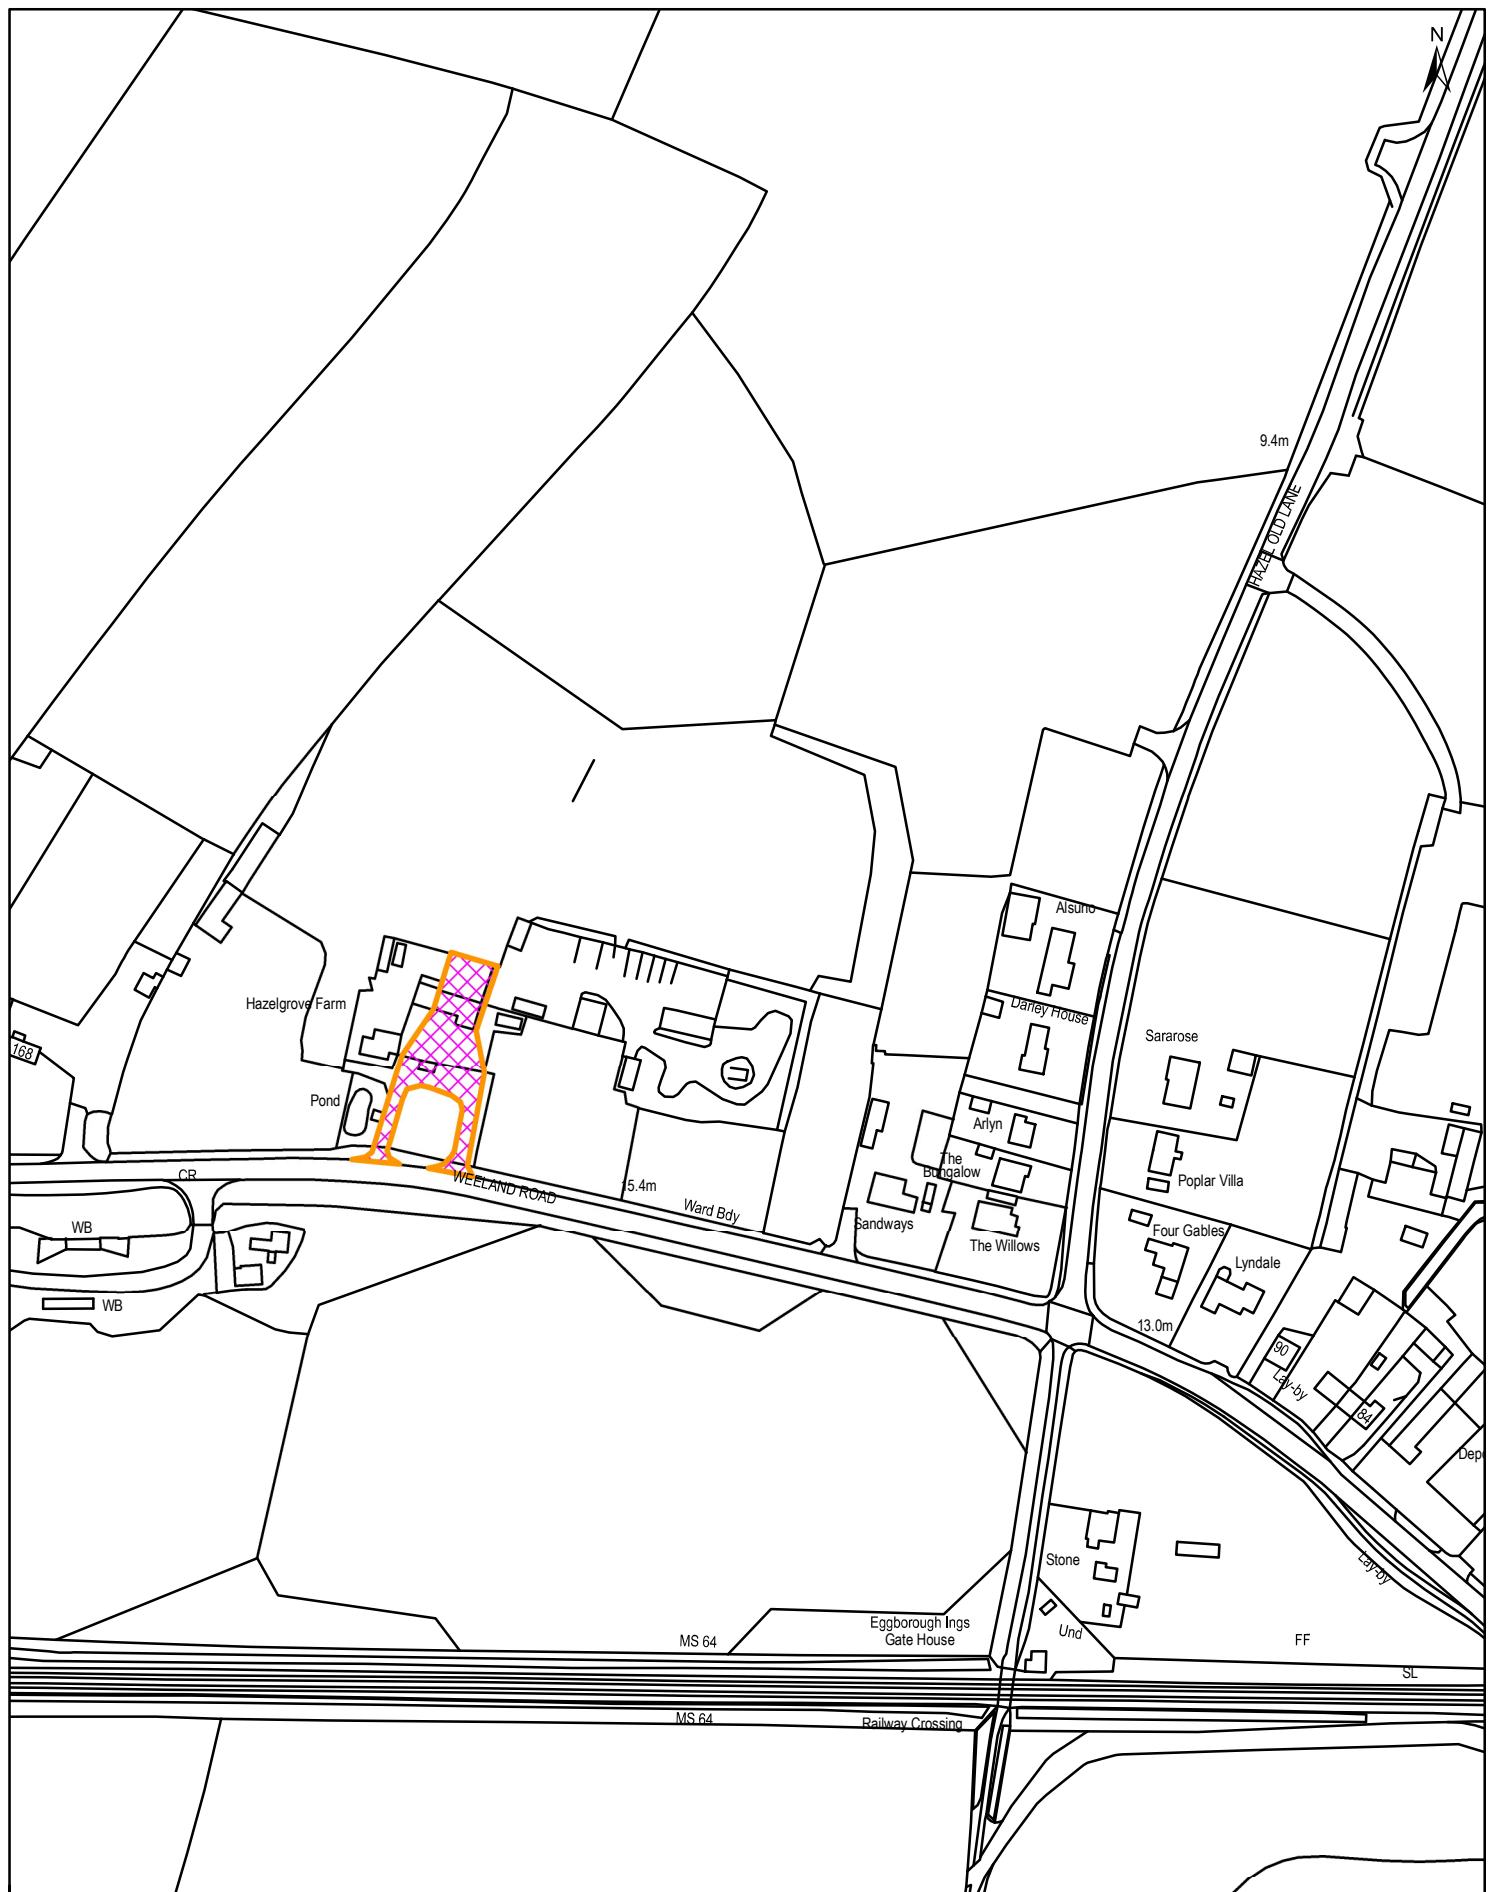 N
9.4m
HAZEL OLD LANE
Alsuno
Hazelgrove Farm
Darley House
Sararose
168
Pond
Arlyn
The
Bungalow
CR
WEELAND ROAD
15.4m
Poplar Villa
Ward Bdy
Sandways
WB
The Willows
Four Gables
Lyndale
WB
13.0m
90
Lay-by
84
Stone
Lay-by
Eggborough Ings
Gate House
Und
MS 64
FF
SL
MS 64
Railway Crossing